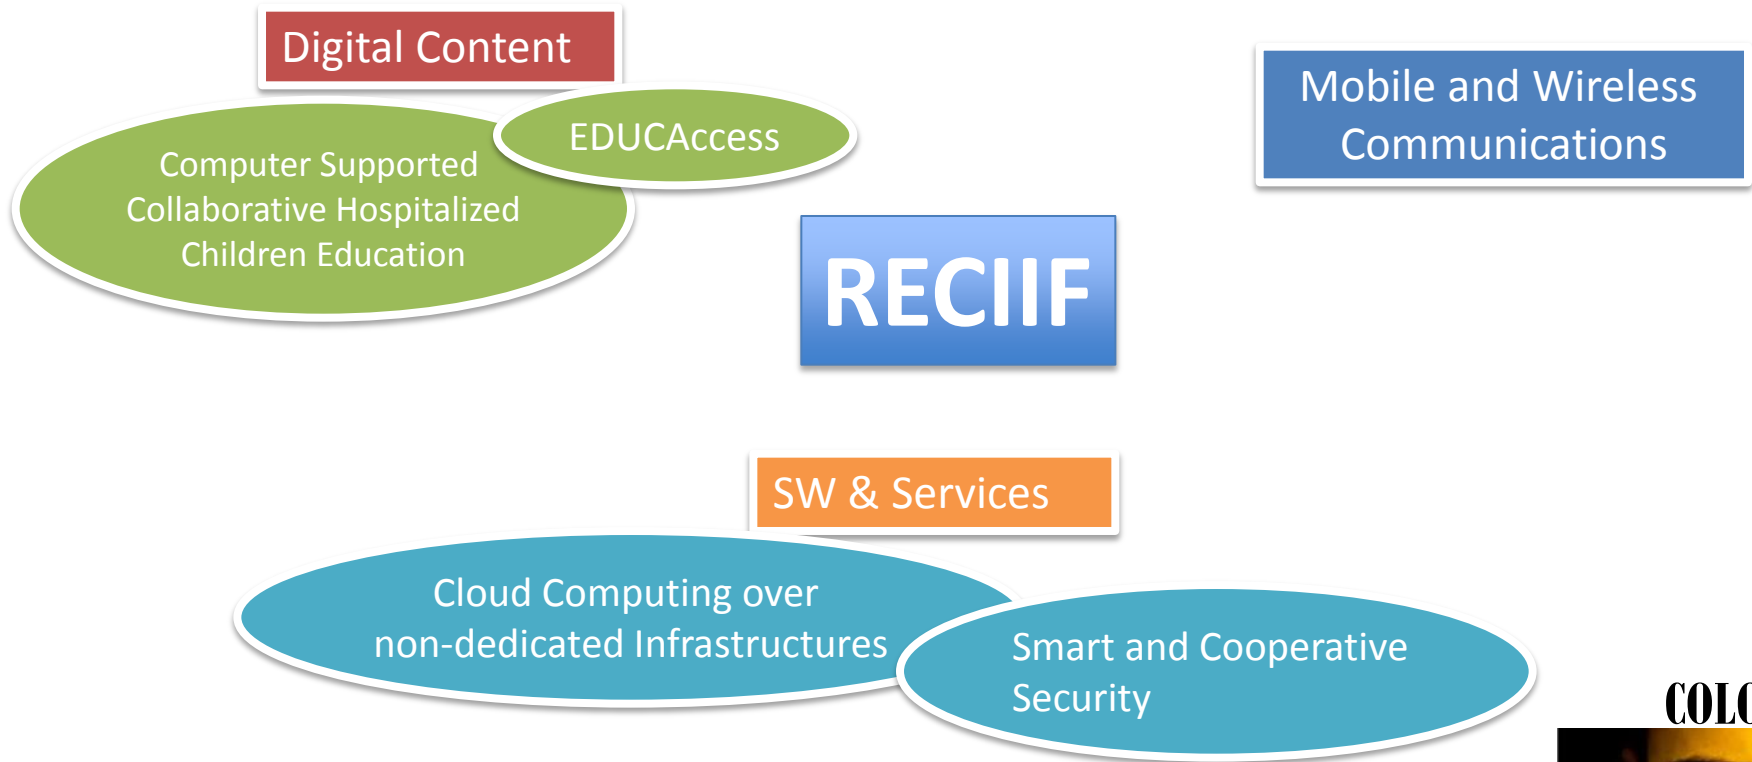 Digital Content
Mobile and Wireless
Communications
EDUCAccess
Computer Supported
Collaborative Hospitalized
Children Education
RECIIF
SW & Services
Cloud Computing over
non-dedicated Infrastructures
Smart and Cooperative
Security